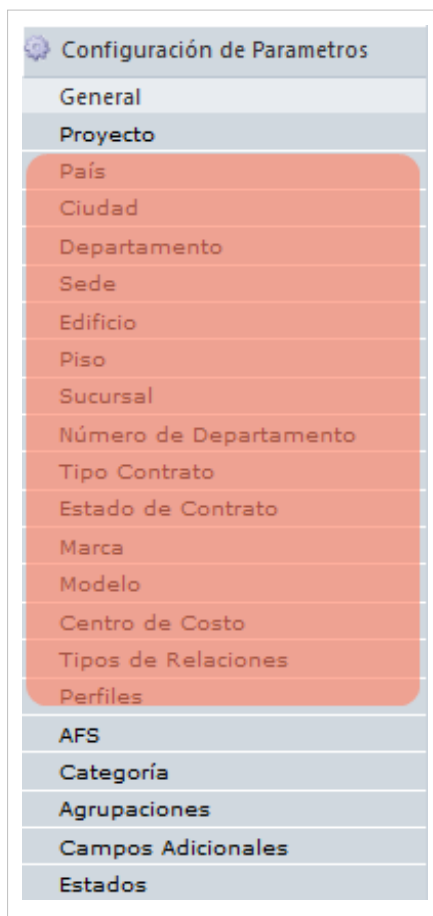 Configuración de Parametros
General
Proyecto
País
Ciudad
Departamento
Sede
Edificio
Piso
Sucursal
Número de Departamento
Tipo Contrato
Estado de Contrato
Marca
Modelo
Centro de Costo
Tipos de Relaciones
Perfiles
AFS
Categoría
Agrupaciones
Campos Adicionales
Estados